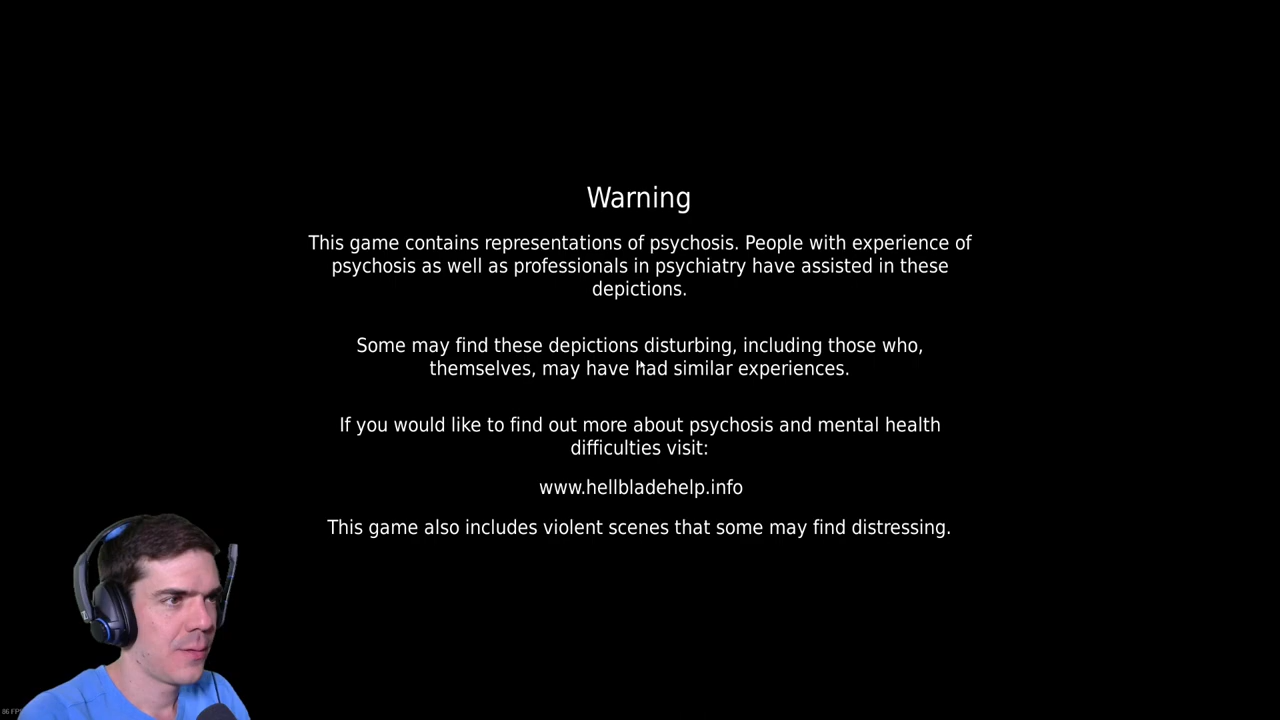 Warning
This game contains representations of psychosis. People with experience of
psychosis as well as professionals in psychiatry have assisted in these
depictions.
Some may find these depictions disturbing, including those who,
themselves, may have had similar experiences.
If you would like to find out more about psychosis and mental health
difficulties visit:
www.hellbladehelp.info
This game also includes violent scenes that some may find distressing.
86 FPS